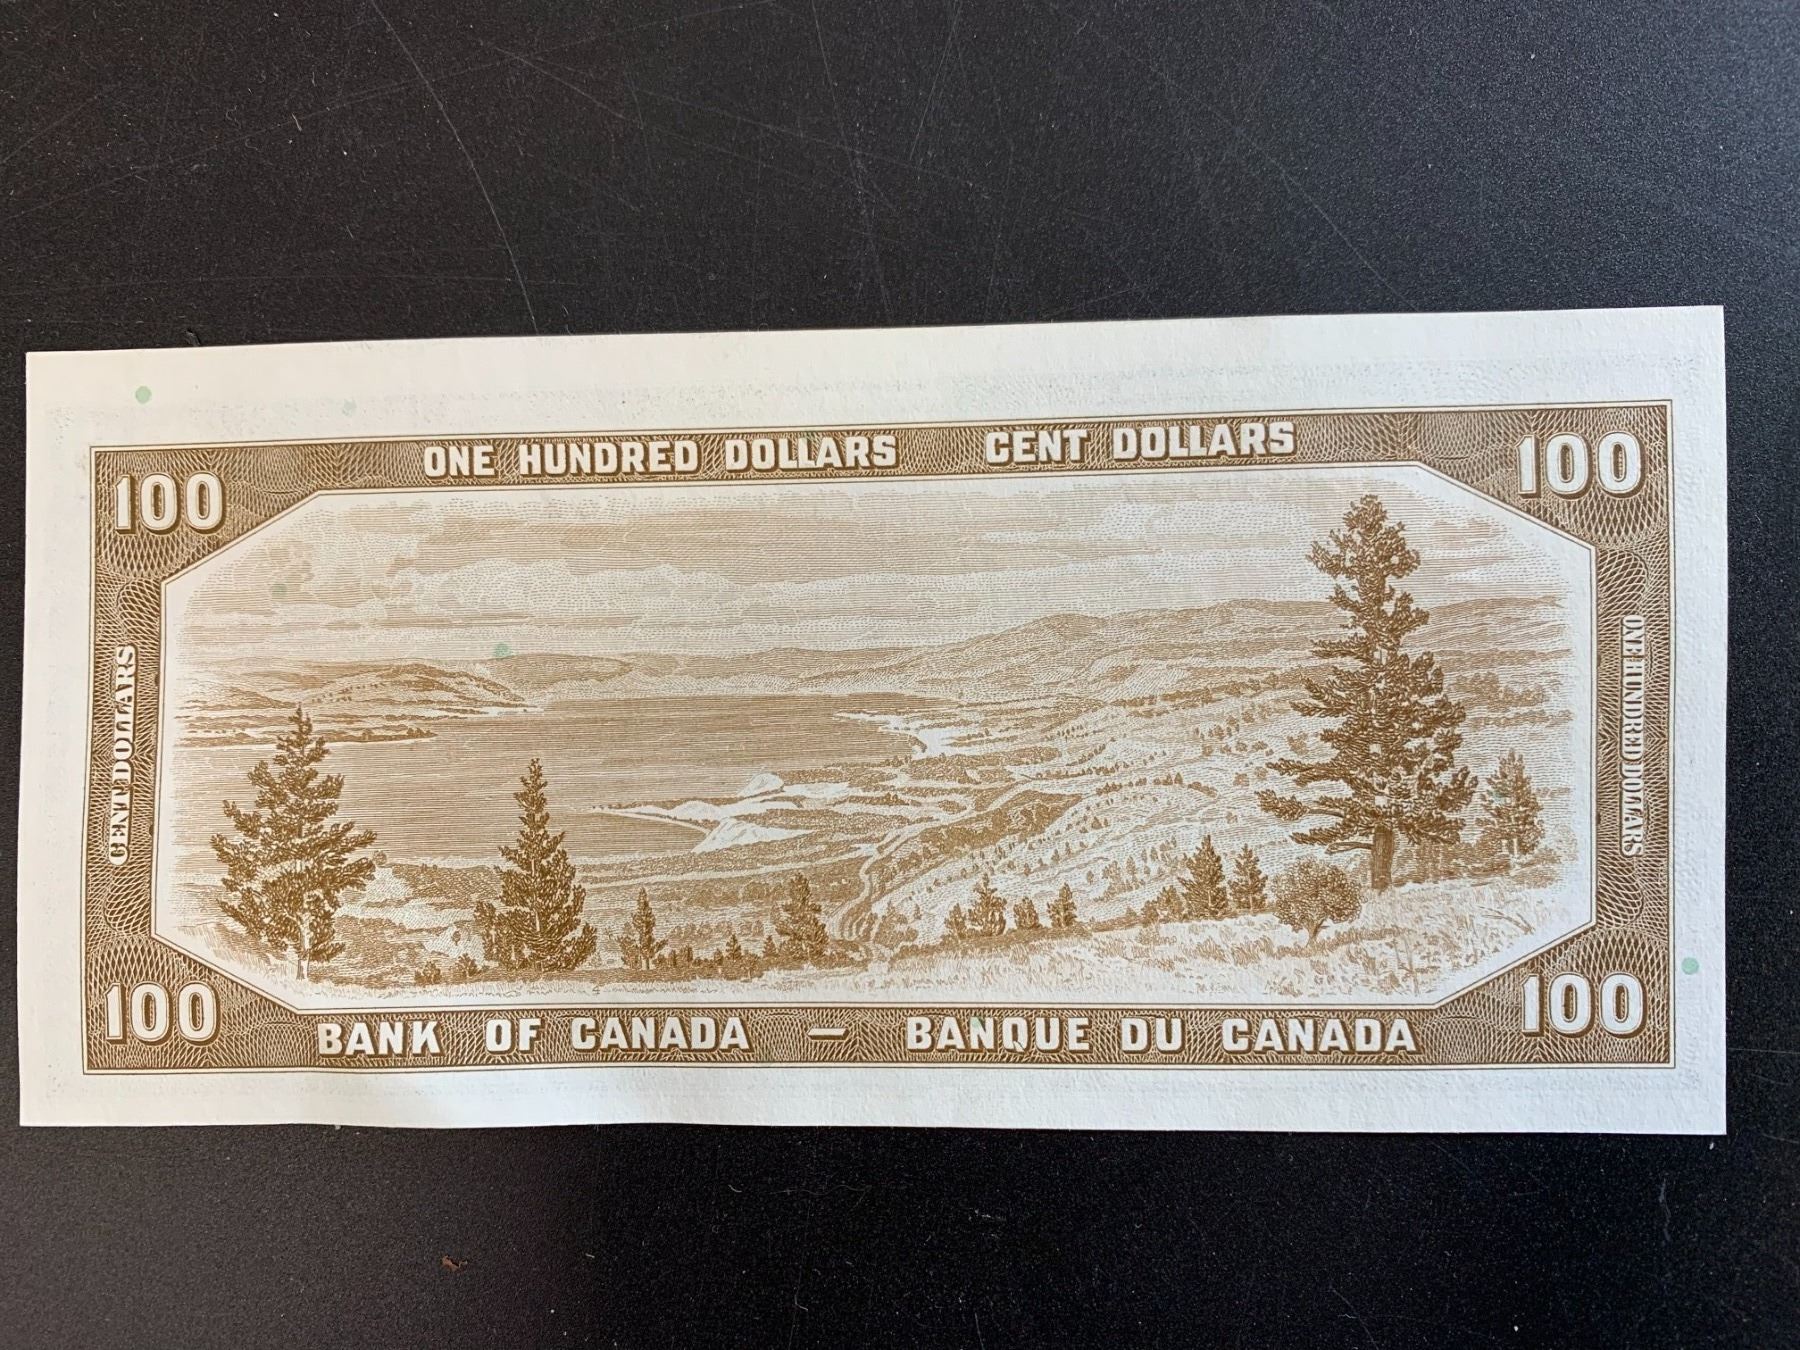 ONE HUNDRED DOLLARS CENT DOLLARS
100
100
CENT DOLLARS
ONE HUNDRED DOLLARS
100
100
BANK OF CANADA — BANQUE DU CANADA